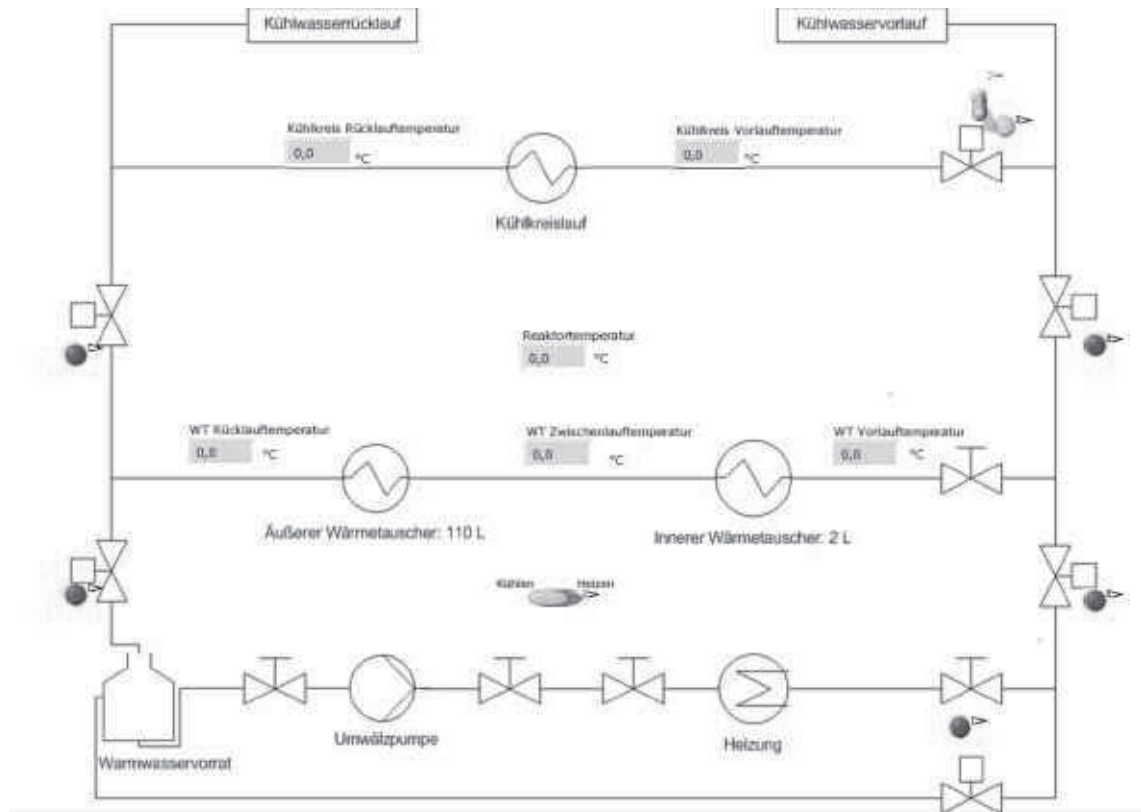 Kühlwasserrücklauf
Kühlwasservorlauf
Kühlkreis Rücklauftemperatur
0,0 °C
Kühlkreis Vorlauftemperatur
0,0 °C
Kühlkreislauf
Reaktortemperatur
0,0 °C
WT Rücklauftemperatur
0,0 °C
WT Zwischenlauftemperatur
0,0 °C
WT Vorlauftemperatur
0,0 °C
Äußerer Wärmetauscher: 110 L
Innerer Wärmetauscher: 2 L
Kühlen Heizen
Umwälzpumpe
Heizung
Warmwasservorrat